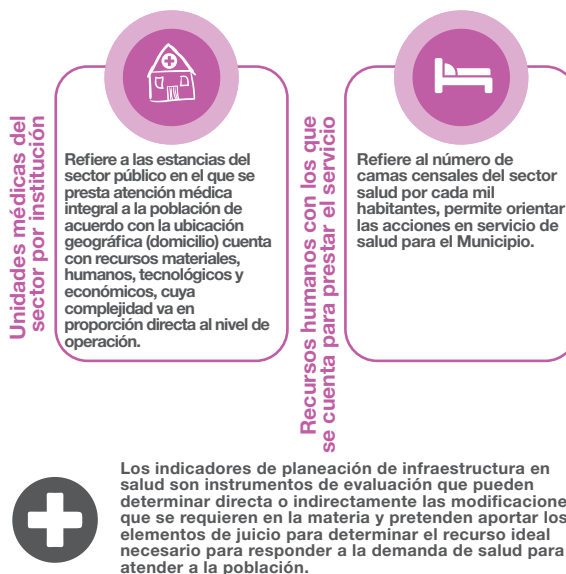 Unidades médicas del
sector por institución
Refiere a las estancias del
sector público en el que se
presta atención médica
integral a la población de
acuerdo con la ubicación
geográfica (domicilio) cuenta
con recursos materiales,
humanos, tecnológicos y
económicos, cuya
complejidad va en
proporción directa al nivel de
operación.
Recursos humanos con los que
se cuenta para prestar el servicio
Refiere al número de
camas censales del sector
salud por cada mil
habitantes, permite orientar
las acciones en servicio de
salud para el Municipio.
Los indicadores de planeación de infraestructura en
salud son instrumentos de evaluación que pueden
determinar directa o indirectamente las modificacione
que se requieren en la materia y pretenden aportar los
elementos de juicio para determinar el recurso ideal
necesario para responder a la demanda de salud para
atender a la población.